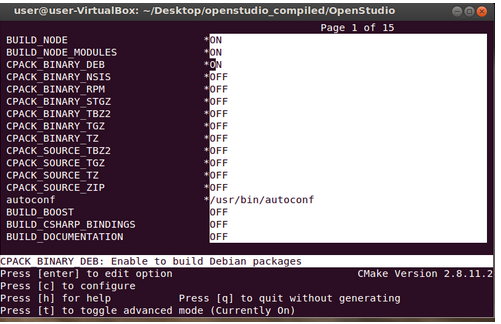 user@user-VirtualBox: ~/Desktop/openstudio_compiled/OpenStudio
Page 1 of 15
BUILD_NODE *ON
BUILD_NODE_MODULES *ON
CPACK_BINARY_DEB *ON
CPACK_BINARY_NSIS *OFF
CPACK_BINARY_RPM *OFF
CPACK_BINARY_STGZ *OFF
CPACK_BINARY_TBZ2 *OFF
CPACK_BINARY_TGZ *OFF
CPACK_BINARY_TZ *OFF
CPACK_SOURCE_TBZ2 *OFF
CPACK_SOURCE_TGZ *OFF
CPACK_SOURCE_TZ *OFF
CPACK_SOURCE_ZIP *OFF
autoconf */usr/bin/autoconf
BUILD_BOOST OFF
BUILD_CSHARP_BINDINGS OFF
BUILD_DOCUMENTATION OFF
CPACK_BINARY_DEB: Enable to build Debian packages
Press [enter] to edit option CMake Version 2.8.11.2
Press [c] to configure
Press [h] for help Press [q] to quit without generating
Press [t] to toggle advanced mode (Currently On)